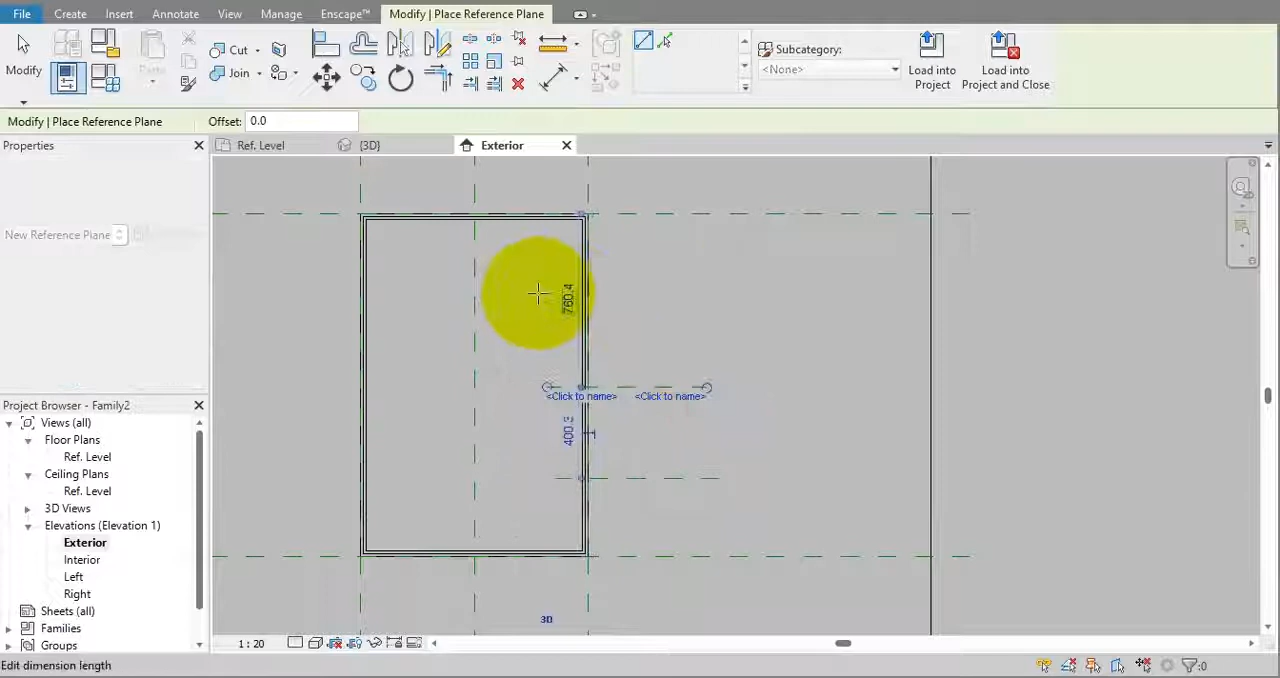 File Create Insert Annotate View Manage Enscape™ Modify | Place Reference Plane
Cut
Join
Modify
Paste
Subcategory:
<None>
Load into
Project
Load into
Project and Close
Modify | Place Reference Plane Offset: 0.0
Properties
Ref. Level {3D} Exterior
New Reference Plane
760.4
<Click to name> <Click to name>
400.3
3D
Project Browser - Family2
Views (all)
Floor Plans
Ref. Level
Ceiling Plans
Ref. Level
3D Views
Elevations (Elevation 1)
Exterior
Interior
Left
Right
Sheets (all)
Families
Groups
1 : 20
Edit dimension length
:0